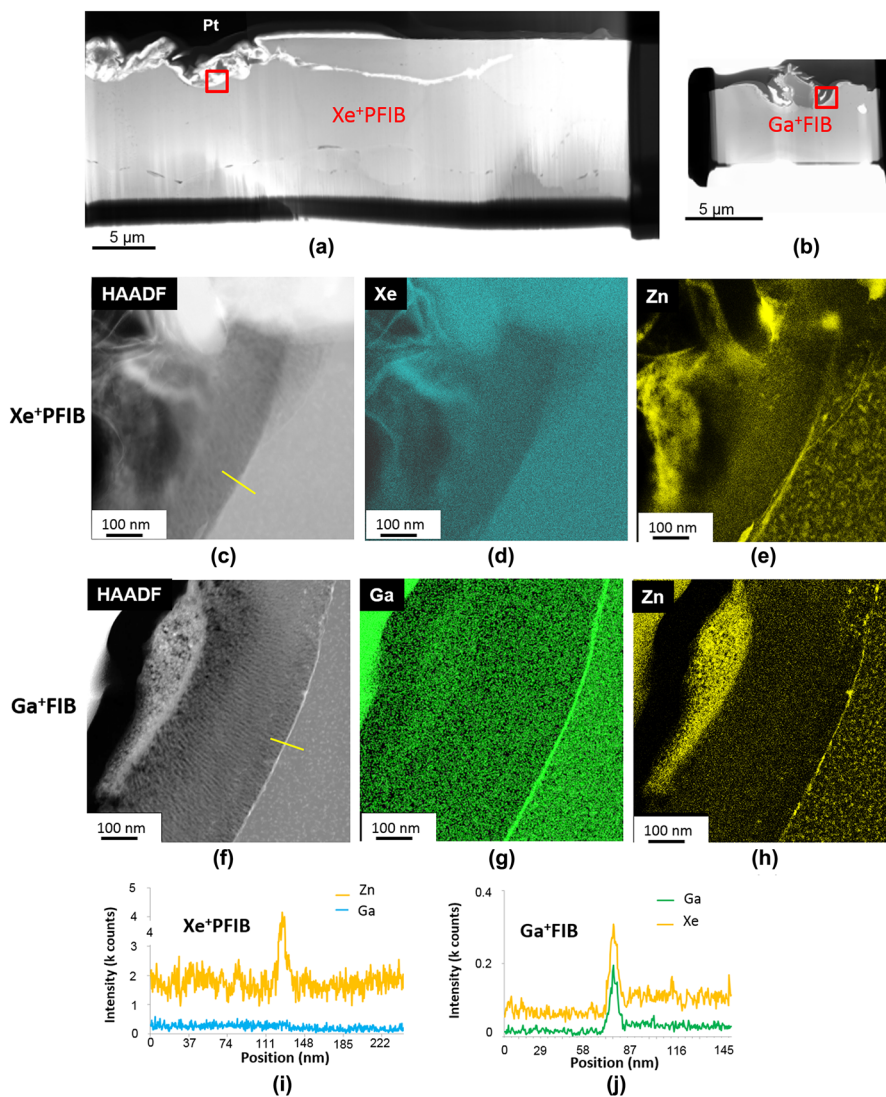 Pt
Xe⁺PFIB
Ga⁺FIB
5 µm
(a)
5 µm
(b)
HAADF
Xe
Zn
Xe⁺PFIB
100 nm
100 nm
100 nm
(c)
(d)
(e)
HAADF
Ga
Zn
Ga⁺FIB
100 nm
100 nm
100 nm
(f)
(g)
(h)
Intensity (k counts)
5
4
4
3
2
1
0
Xe⁺PFIB
Zn
Ga
0 37 74 111 148 185 222
Position (nm)
(i)
Intensity (k counts)
0.4
0.2
0
Ga⁺FIB
Ga
Xe
0 29 58 87 116 145
Position (nm)
(j)